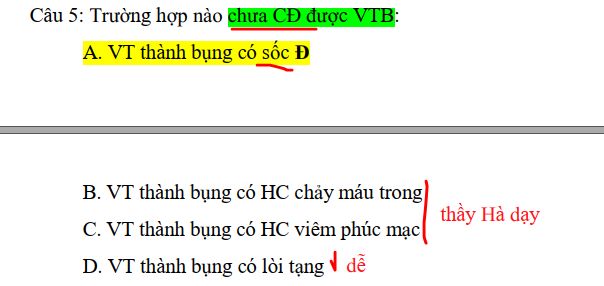 Câu 5: Trường hợp nào chưa CĐ được VTB:
A. VT thành bụng có sốc Đ
B. VT thành bụng có HC chảy máu trong
thầy Hà dạy
C. VT thành bụng có HC viêm phúc mạc
D. VT thành bụng có lòi tạng dễ